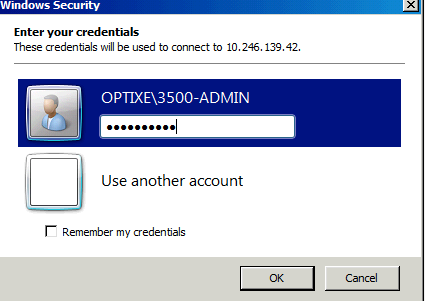 Windows Security
Enter your credentials
These credentials will be used to connect to 10.246.139.42.
OPTIXE\3500-ADMIN
●●●●●●●●●●
Use another account
Remember my credentials
OK
Cancel